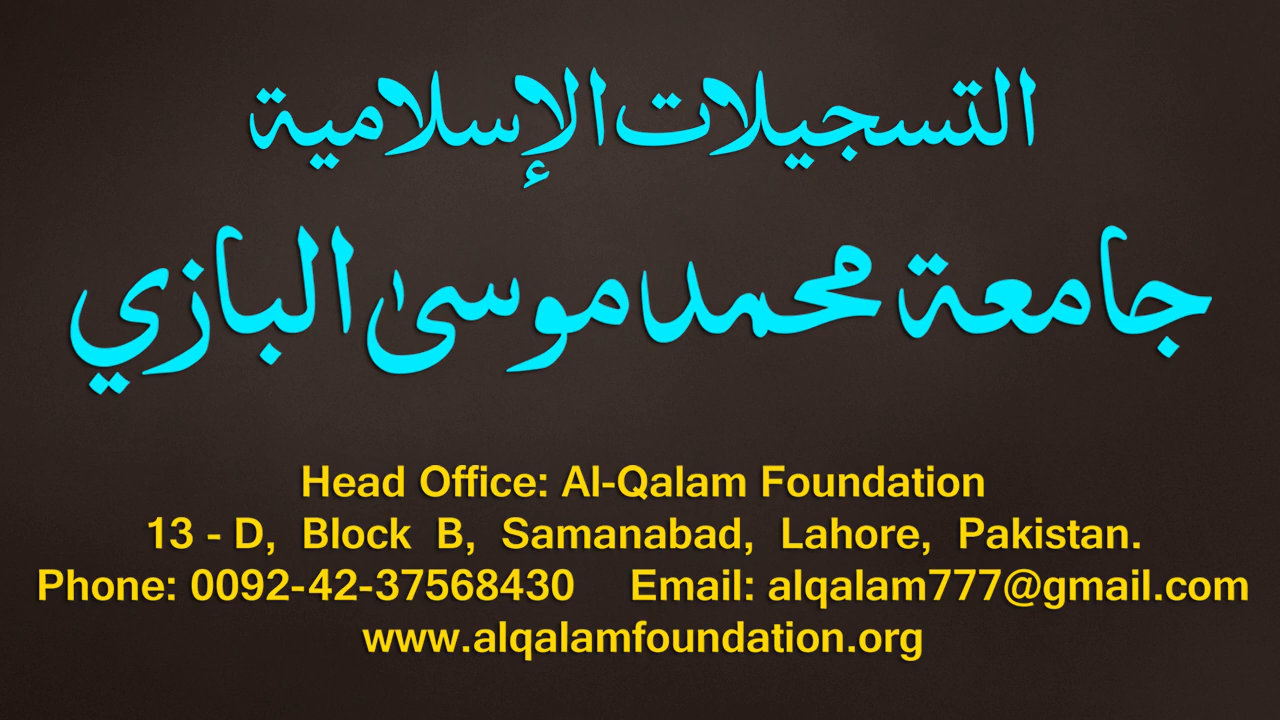 التسجيلات الإسلامية
جامعة محمد موسىٰ البازي
Head Office: Al-Qalam Foundation
13 - D, Block B, Samanabad, Lahore, Pakistan.
Phone: 0092-42-37568430 Email: alqalam777@gmail.com
www.alqalamfoundation.org